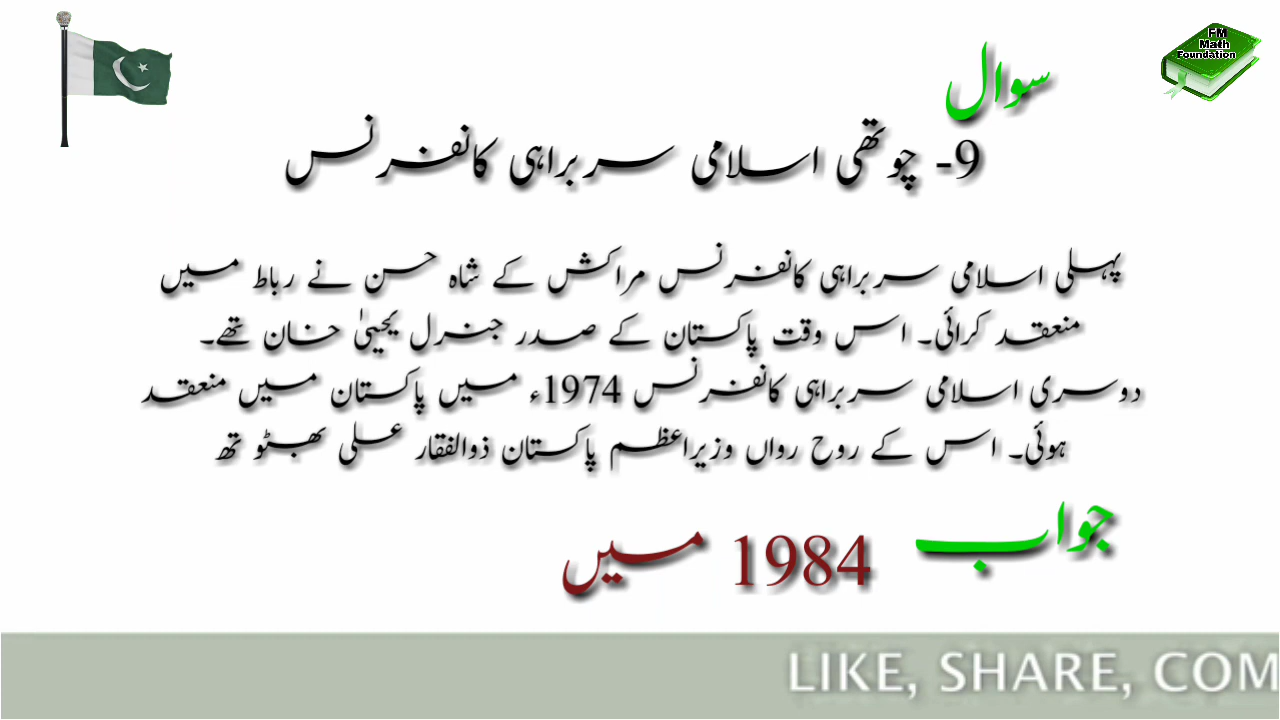 FM
Math
Foundation
سوال
9- چوتھی اسلامی سربراہی کانفرنس
پہلی اسلامی سربراہی کانفرنس مراکش کے شاہ حسن نے رباط میں
منعقد کرائی۔ اس وقت پاکستان کے صدر جنرل یحییٰ خان تھے۔
دوسری اسلامی سربراہی کانفرنس 1974ء میں پاکستان میں منعقد
ہوئی۔ اس کے روح رواں وزیراعظم پاکستان ذوالفقار علی بھٹو تھ
جواب
1984 میں
LIKE, SHARE, COM